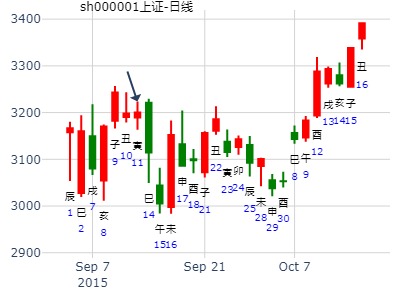 sh000001上证-日线
3400
3300
3200
3100
3000
2900
辰
1
巳
2
戌
7
亥
8
子
9
丑
10
寅
11
巳
14
午
15
未
16
申
17
酉
18
子
21
丑
22
寅
23
卯
24
辰
25
未
28
申
29
酉
30
巳
8
午
9
酉
12
戌
13
亥
14
子
15
丑
16
Sep 7
2015
Sep 21
Oct 7